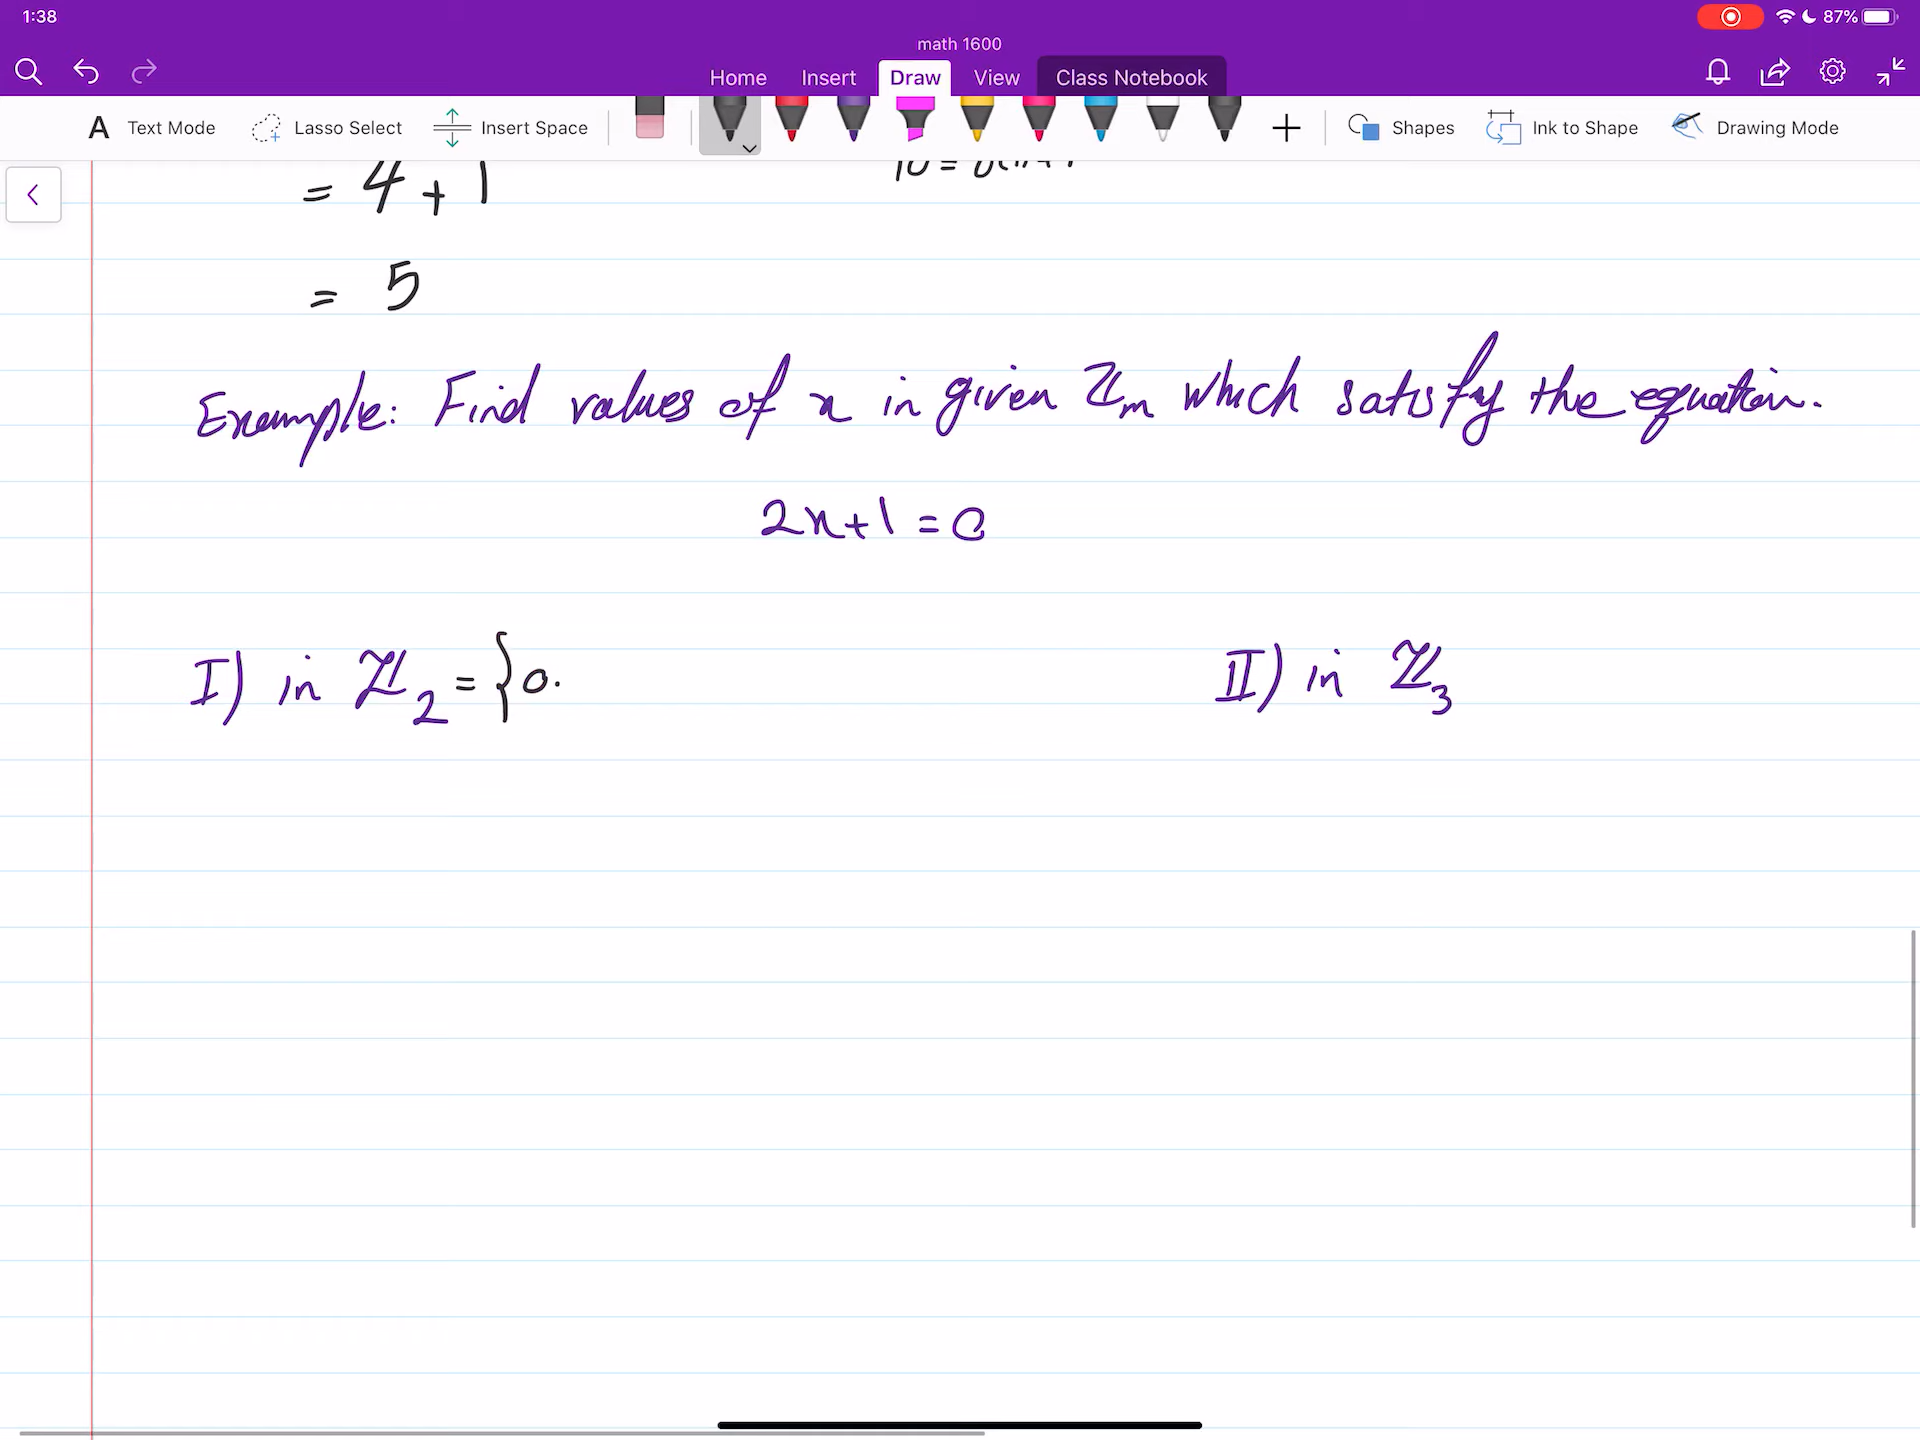 1:38
87%
math 1600
Home Insert Draw View Class Notebook
A Text Mode Lasso Select Insert Space Shapes Ink to Shape Drawing Mode
= 4 + 1
= 5
Example: Find values of x in given ℤm which satisfy the equation.
2x+1=0
I) in ℤ2 = {0. II) in ℤ3